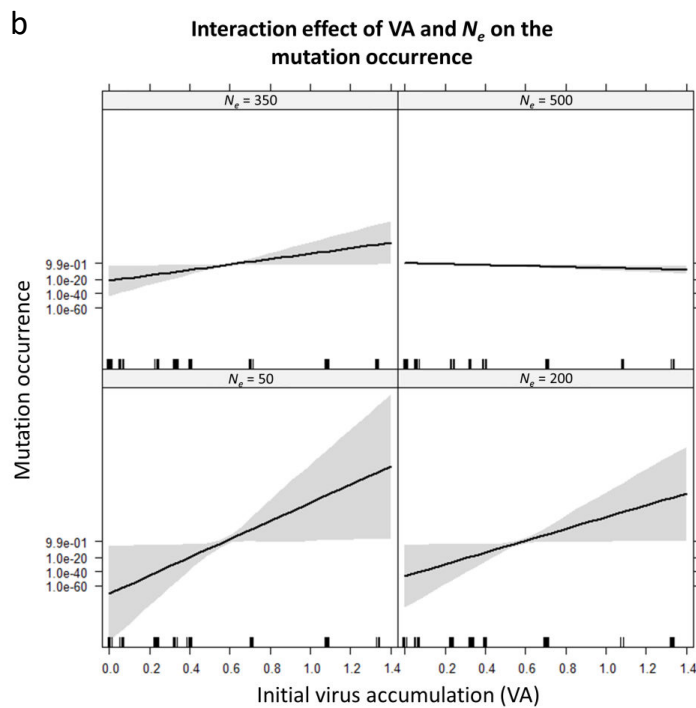 b
Interaction effect of VA and Ne on the
mutation occurrence
Ne = 350
Ne = 500
9.9e-01
1.0e-20
1.0e-40
1.0e-60
Mutation occurrence
Ne = 50
Ne = 200
9.9e-01
1.0e-20
1.0e-40
1.0e-60
0.0 0.2 0.4 0.6 0.8 1.0 1.2 1.4
0.2 0.4 0.6 0.8 1.0 1.2 1.4
Initial virus accumulation (VA)